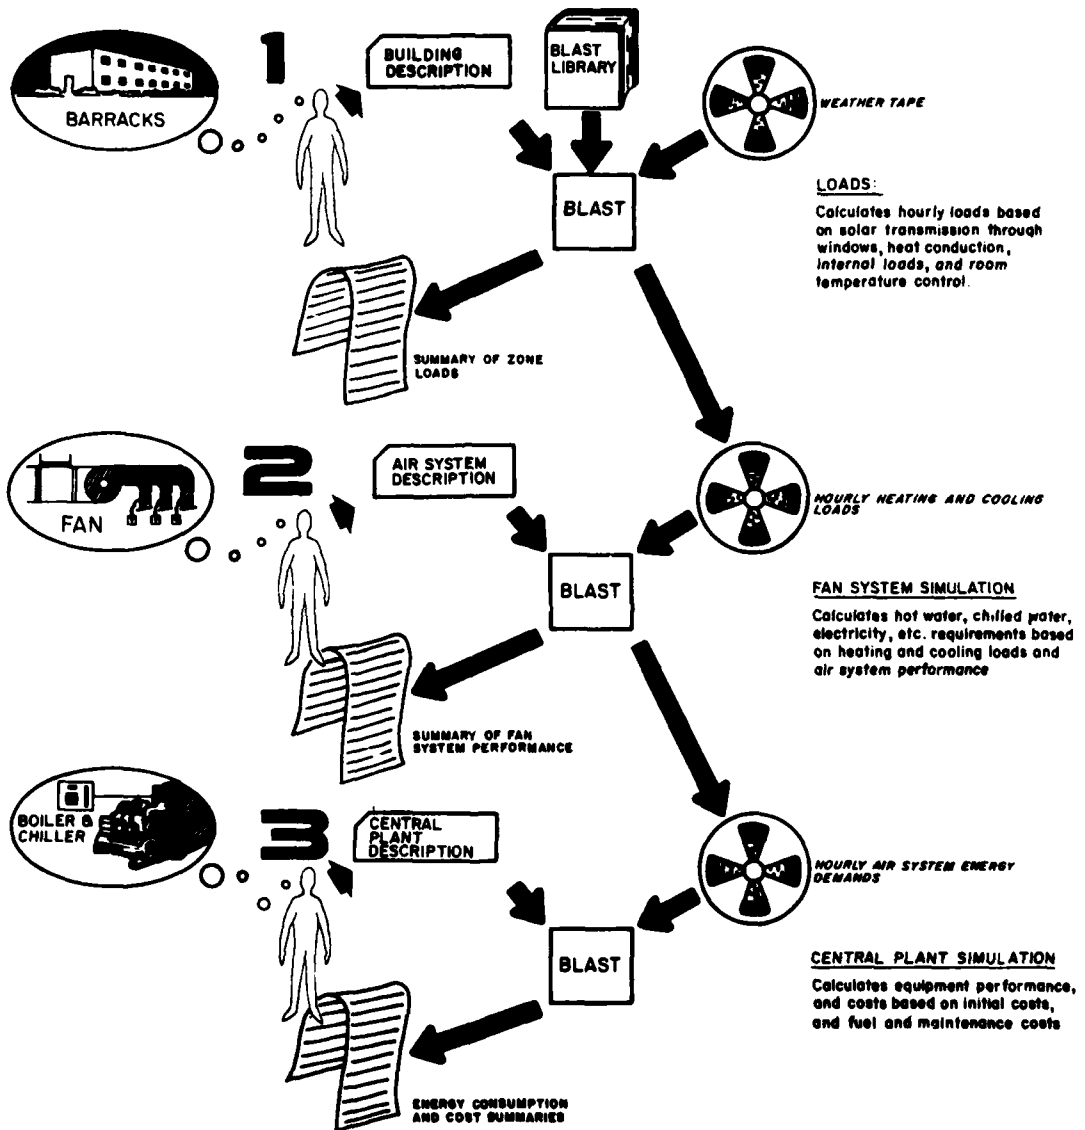 1
BUILDING
DESCRIPTION
BLAST
LIBRARY
WEATHER TAPE
BARRACKS
BLAST
LOADS:
Calculates hourly loads based
on solar transmission through
windows, heat conduction,
internal loads, and room
temperature control.
SUMMARY OF ZONE
LOADS
2
AIR SYSTEM
DESCRIPTION
FAN
HOURLY HEATING AND COOLING
LOADS
BLAST
FAN SYSTEM SIMULATION
Calculates hot water, chilled water,
electricity, etc. requirements based
on heating and cooling loads and
air system performance
SUMMARY OF FAN
SYSTEM PERFORMANCE
BOILER &
CHILLER
3
CENTRAL
PLANT
DESCRIPTION
HOURLY AIR SYSTEM ENERGY
DEMANDS
BLAST
CENTRAL PLANT SIMULATION
Calculates equipment performance,
and costs based on initial costs,
and fuel and maintenance costs
ENERGY CONSUMPTION
AND COST SUMMARIES